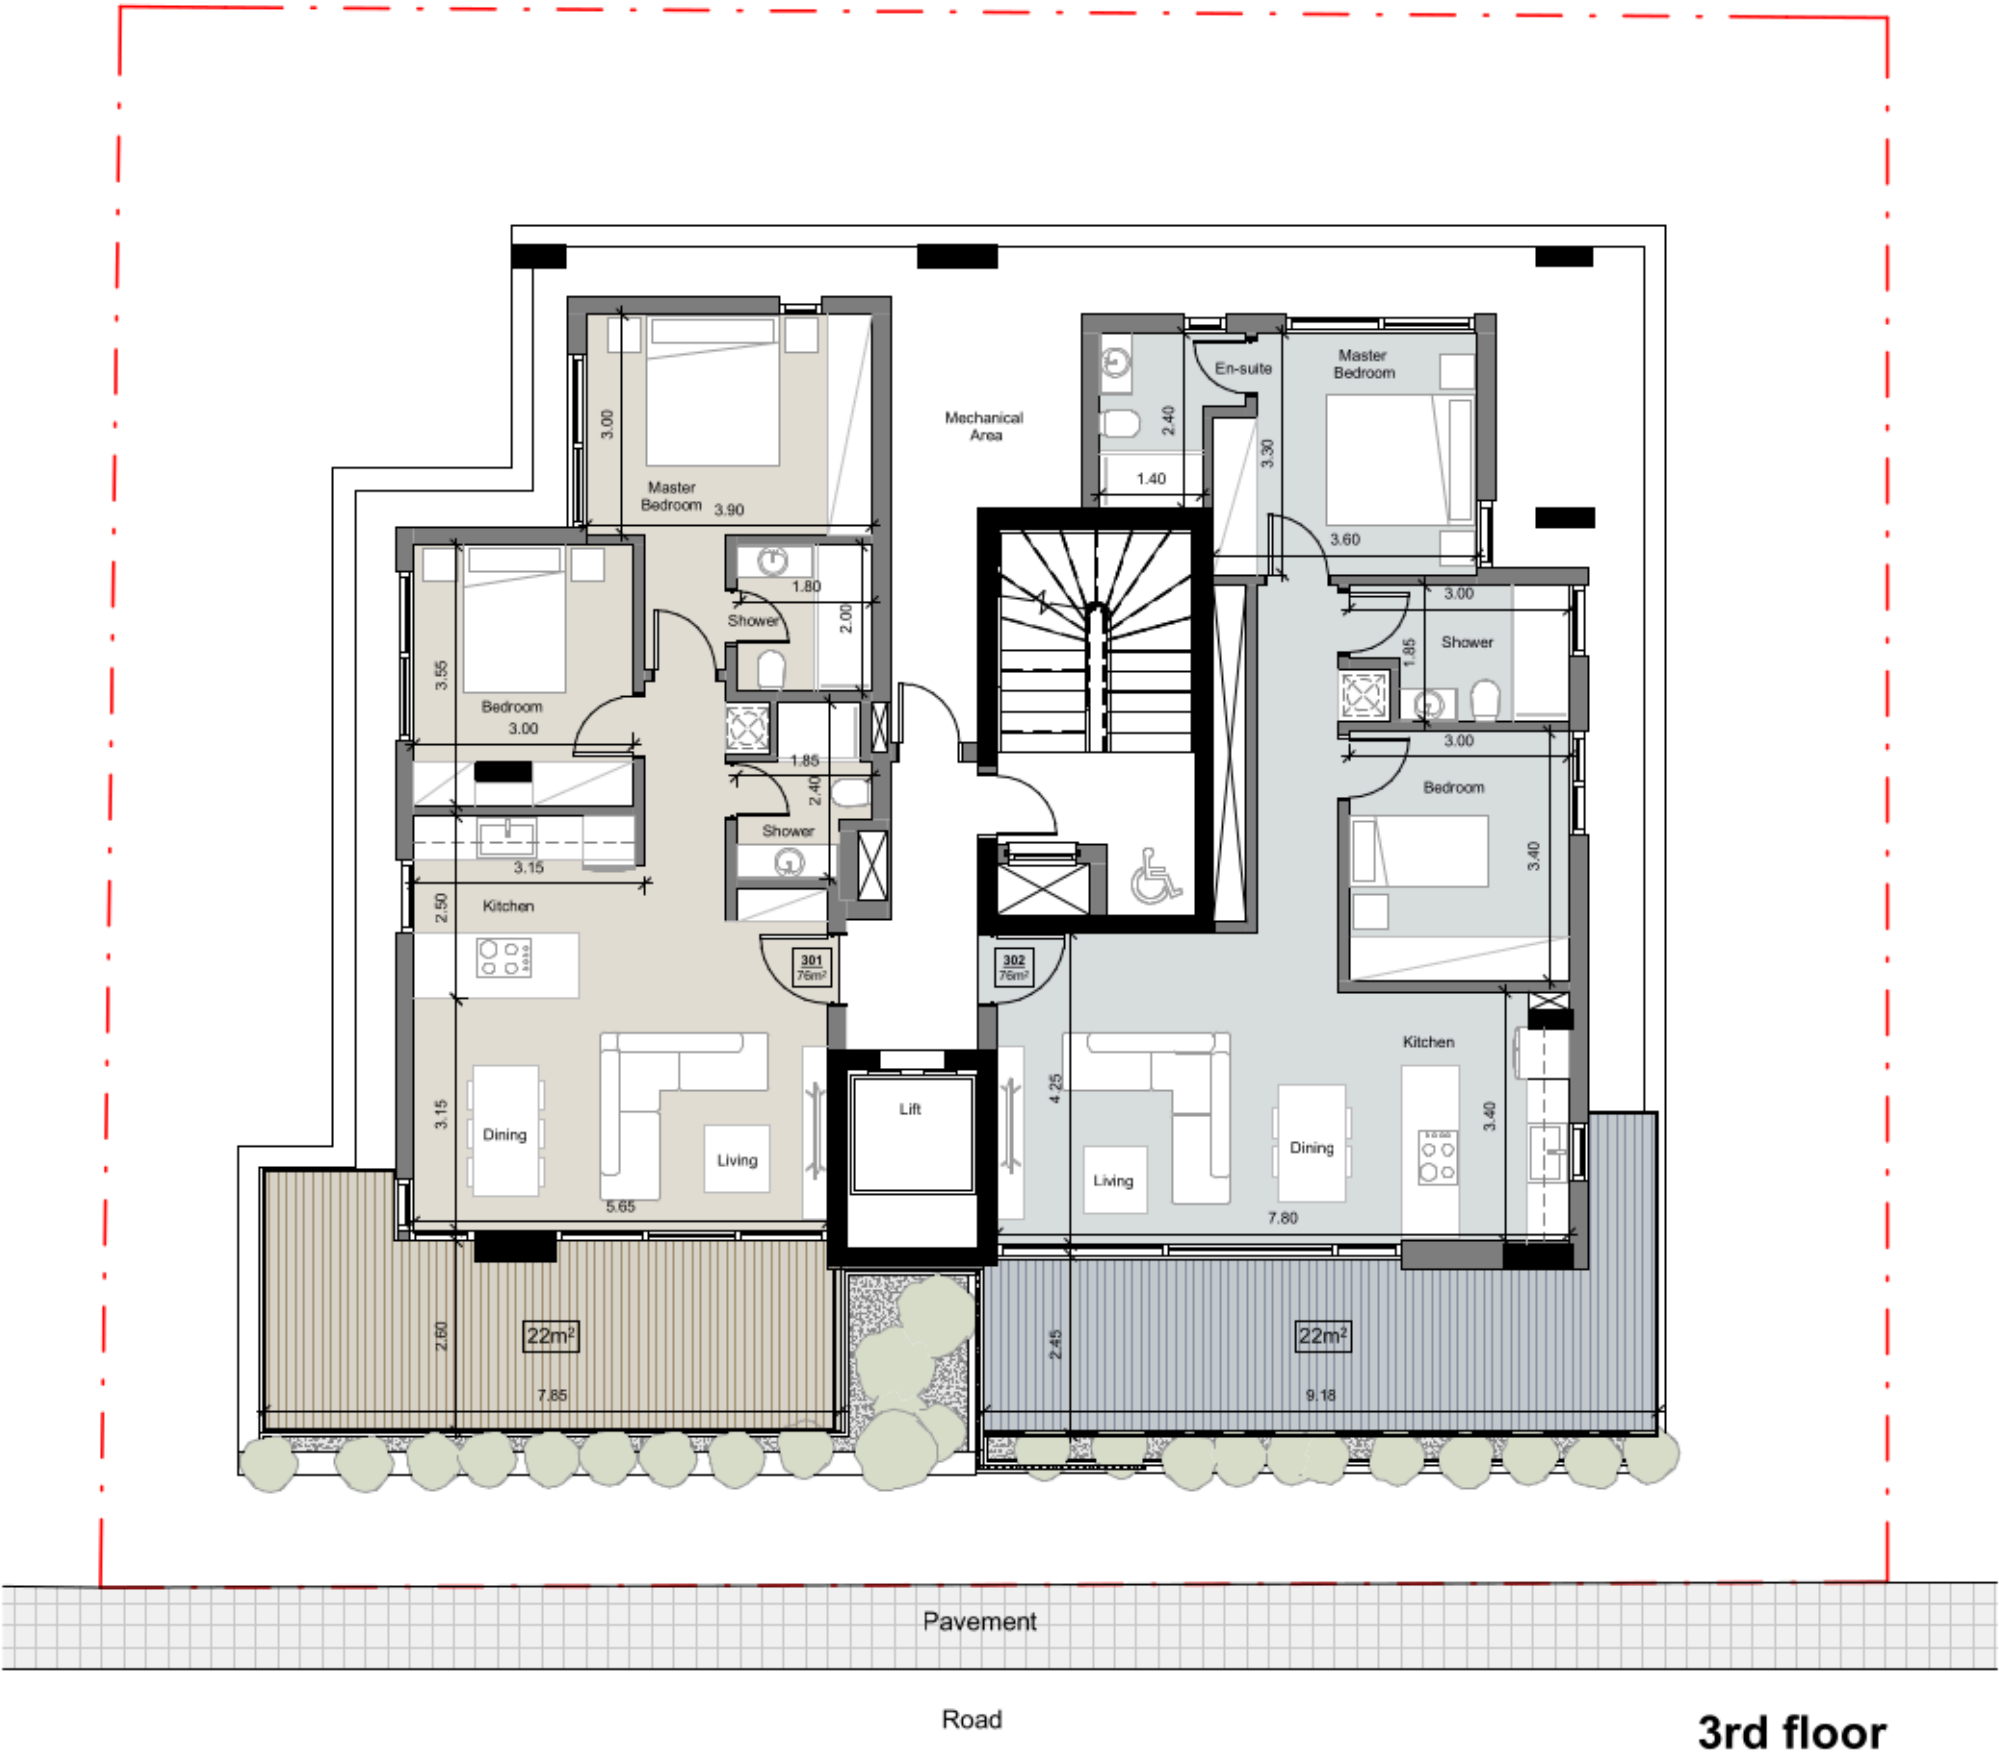 Master
Bedroom
3.00
3.90
Mechanical
Area
En-suite
Master
Bedroom
2.40
3.30
1.40
3.60
1.80
2.00
Shower
3.00
1.85
Shower
3.55
Bedroom
3.00
1.85
2.40
Shower
3.00
Bedroom
3.40
3.15
2.50
Kitchen
301
76m²
302
76m²
Kitchen
3.15
Dining
Living
5.65
Lift
4.25
Living
Dining
3.40
7.80
2.60
22m²
7.85
2.45
22m²
9.18
Pavement
Road
3rd floor